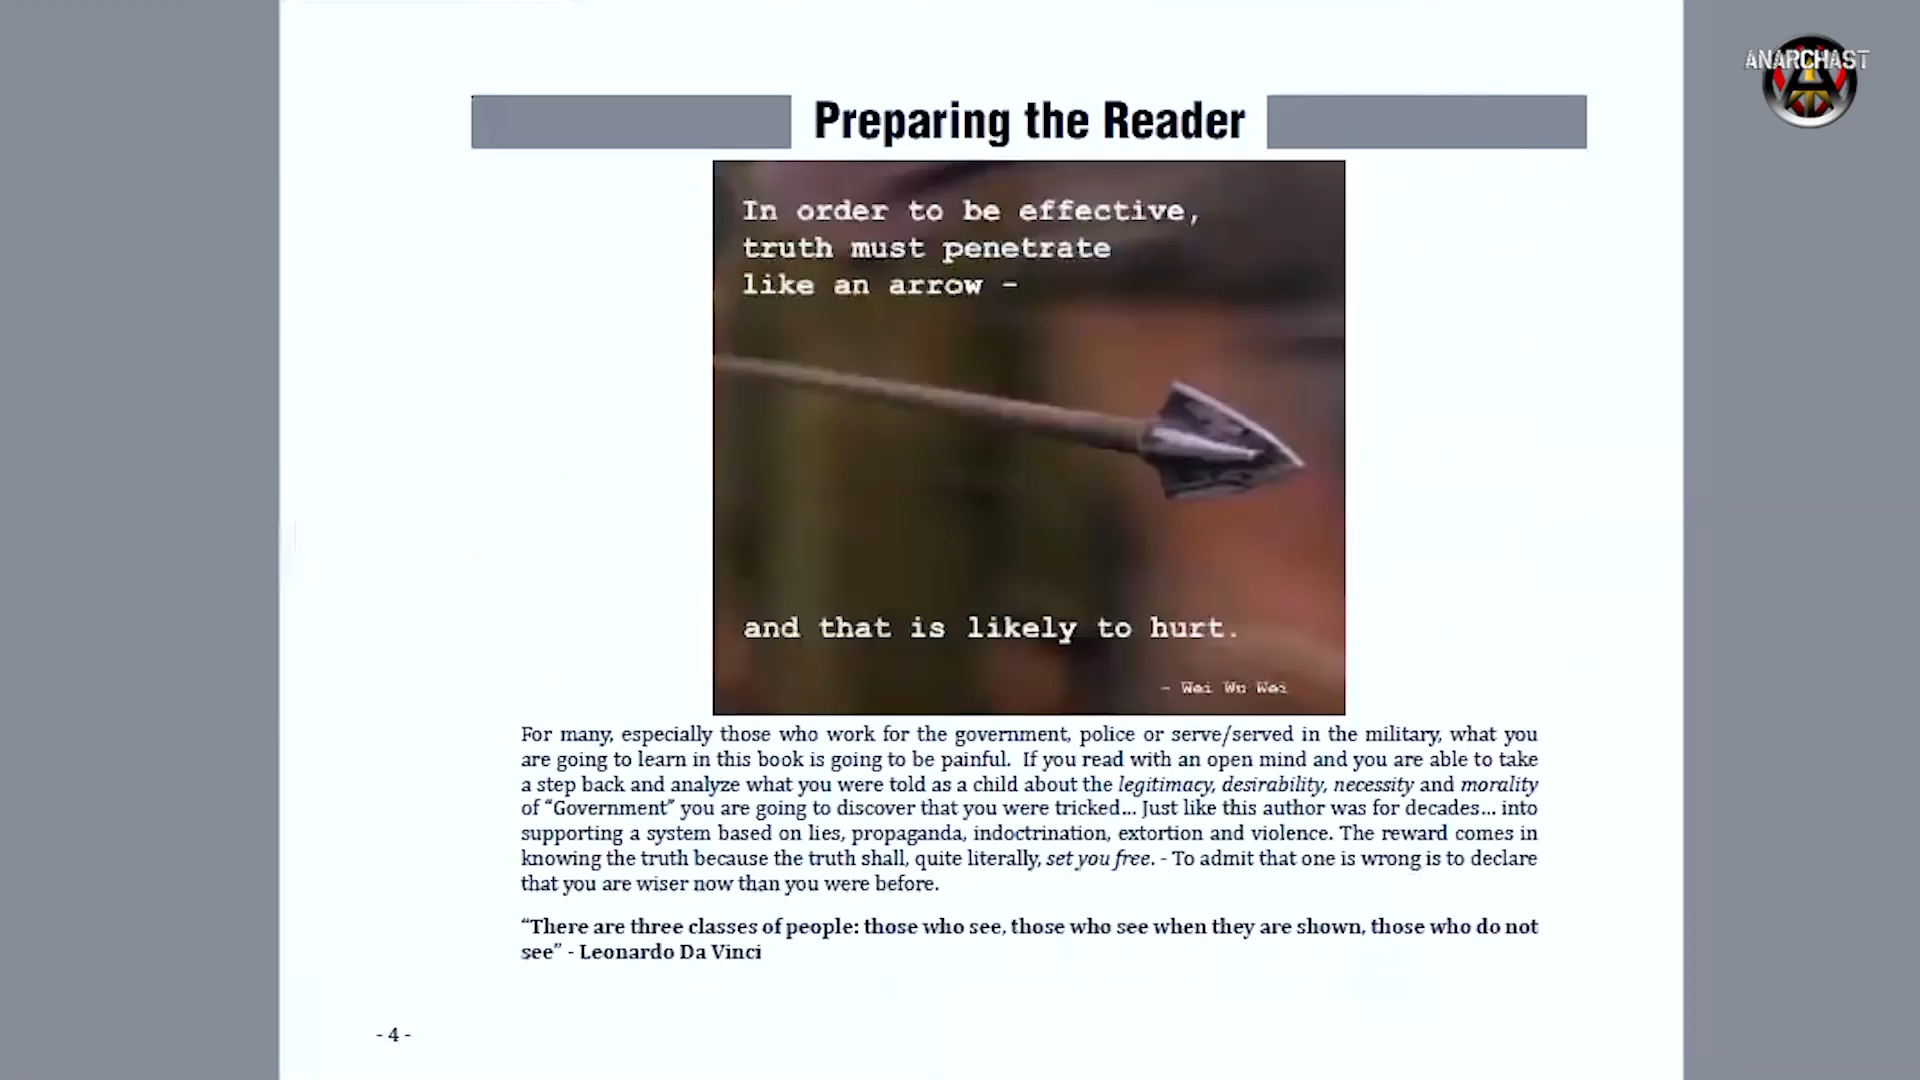 ANARCHAST
Preparing the Reader
In order to be effective,
truth must penetrate
like an arrow -
and that is likely to hurt.
- Wei Wu Wei
For many, especially those who work for the government, police or serve/served in the military, what you
are going to learn in this book is going to be painful. If you read with an open mind and you are able to take
a step back and analyze what you were told as a child about the legitimacy, desirability, necessity and morality
of “Government” you are going to discover that you were tricked... Just like this author was for decades... into
supporting a system based on lies, propaganda, indoctrination, extortion and violence. The reward comes in
knowing the truth because the truth shall, quite literally, set you free. - To admit that one is wrong is to declare
that you are wiser now than you were before.
“There are three classes of people: those who see, those who see when they are shown, those who do not
see” - Leonardo Da Vinci
- 4 -